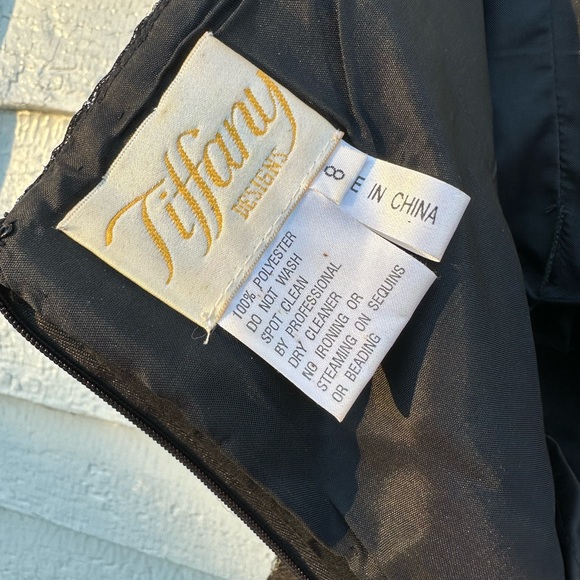 Tiffany
DESIGNS
8
E IN CHINA
100% POLYESTER
DO NOT WASH
SPOT CLEAN
BY PROFESSIONAL
DRY CLEANER.
NO IRONING OR
STEAMING ON SEQUINS
OR BEADING